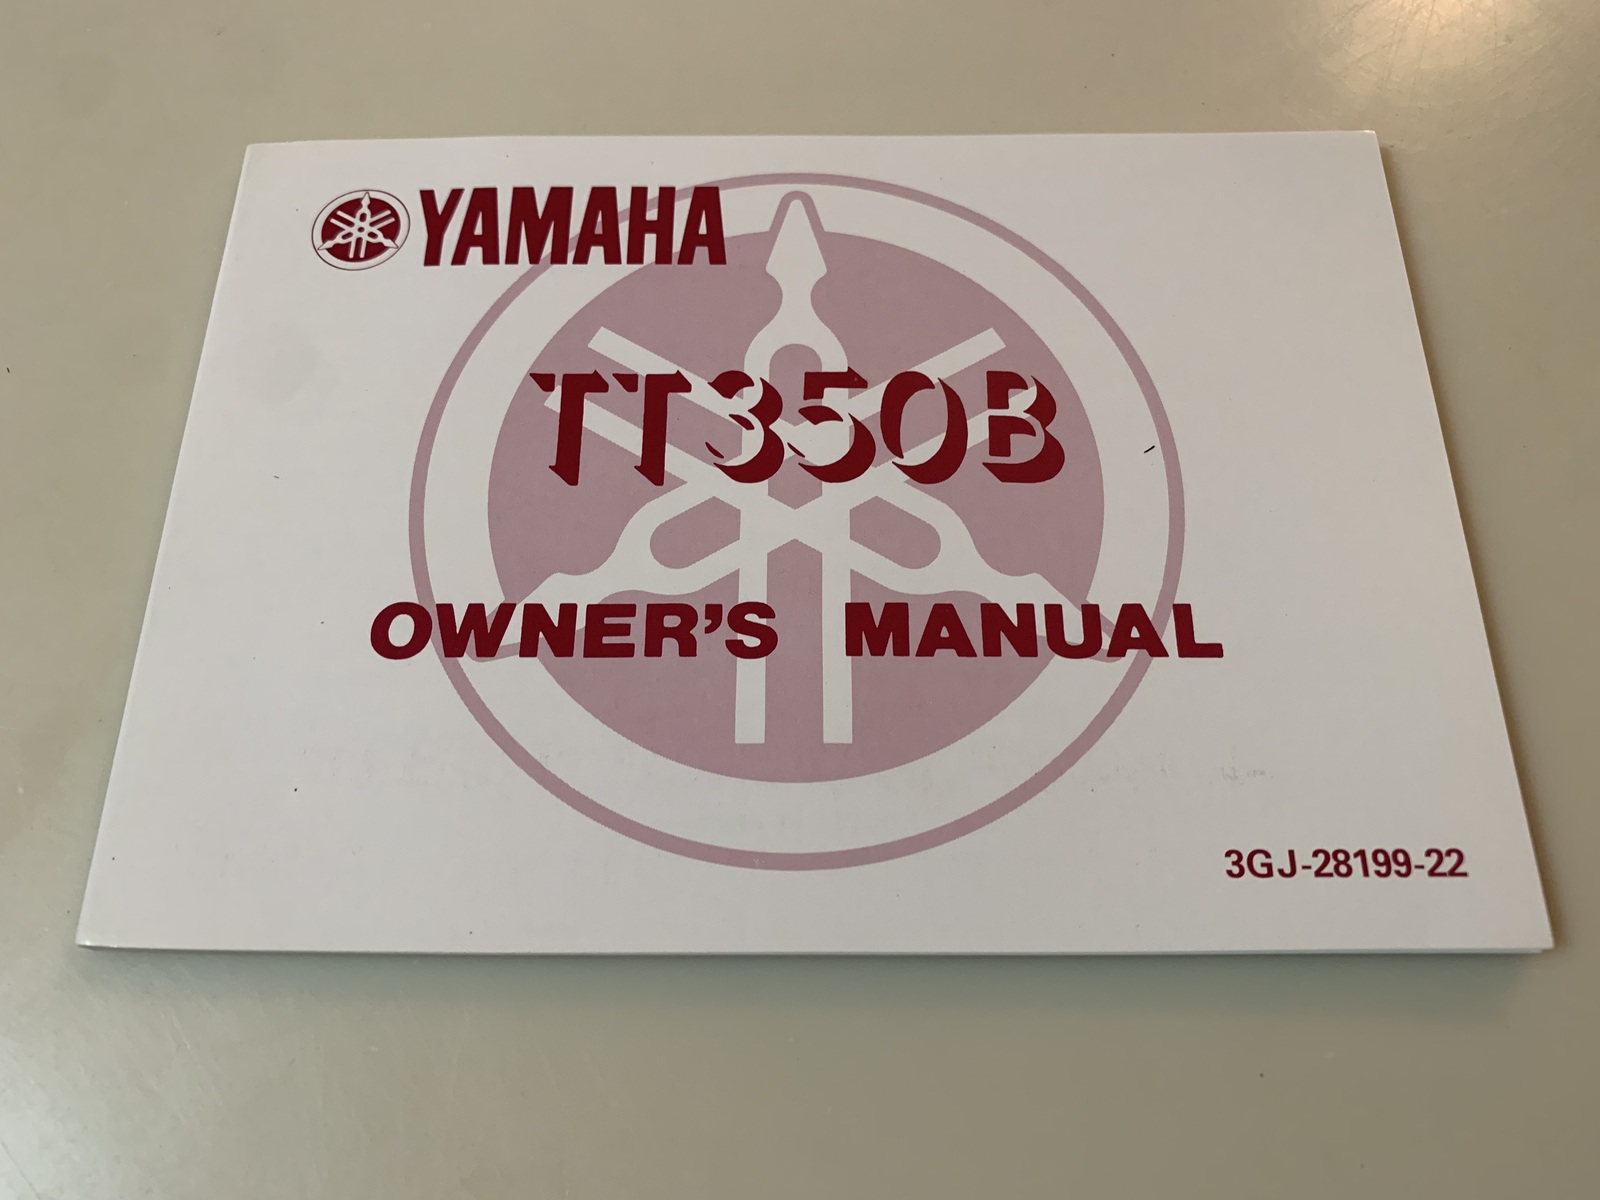 YAMAHA
TT350B
OWNER'S MANUAL
3GJ-28199-22